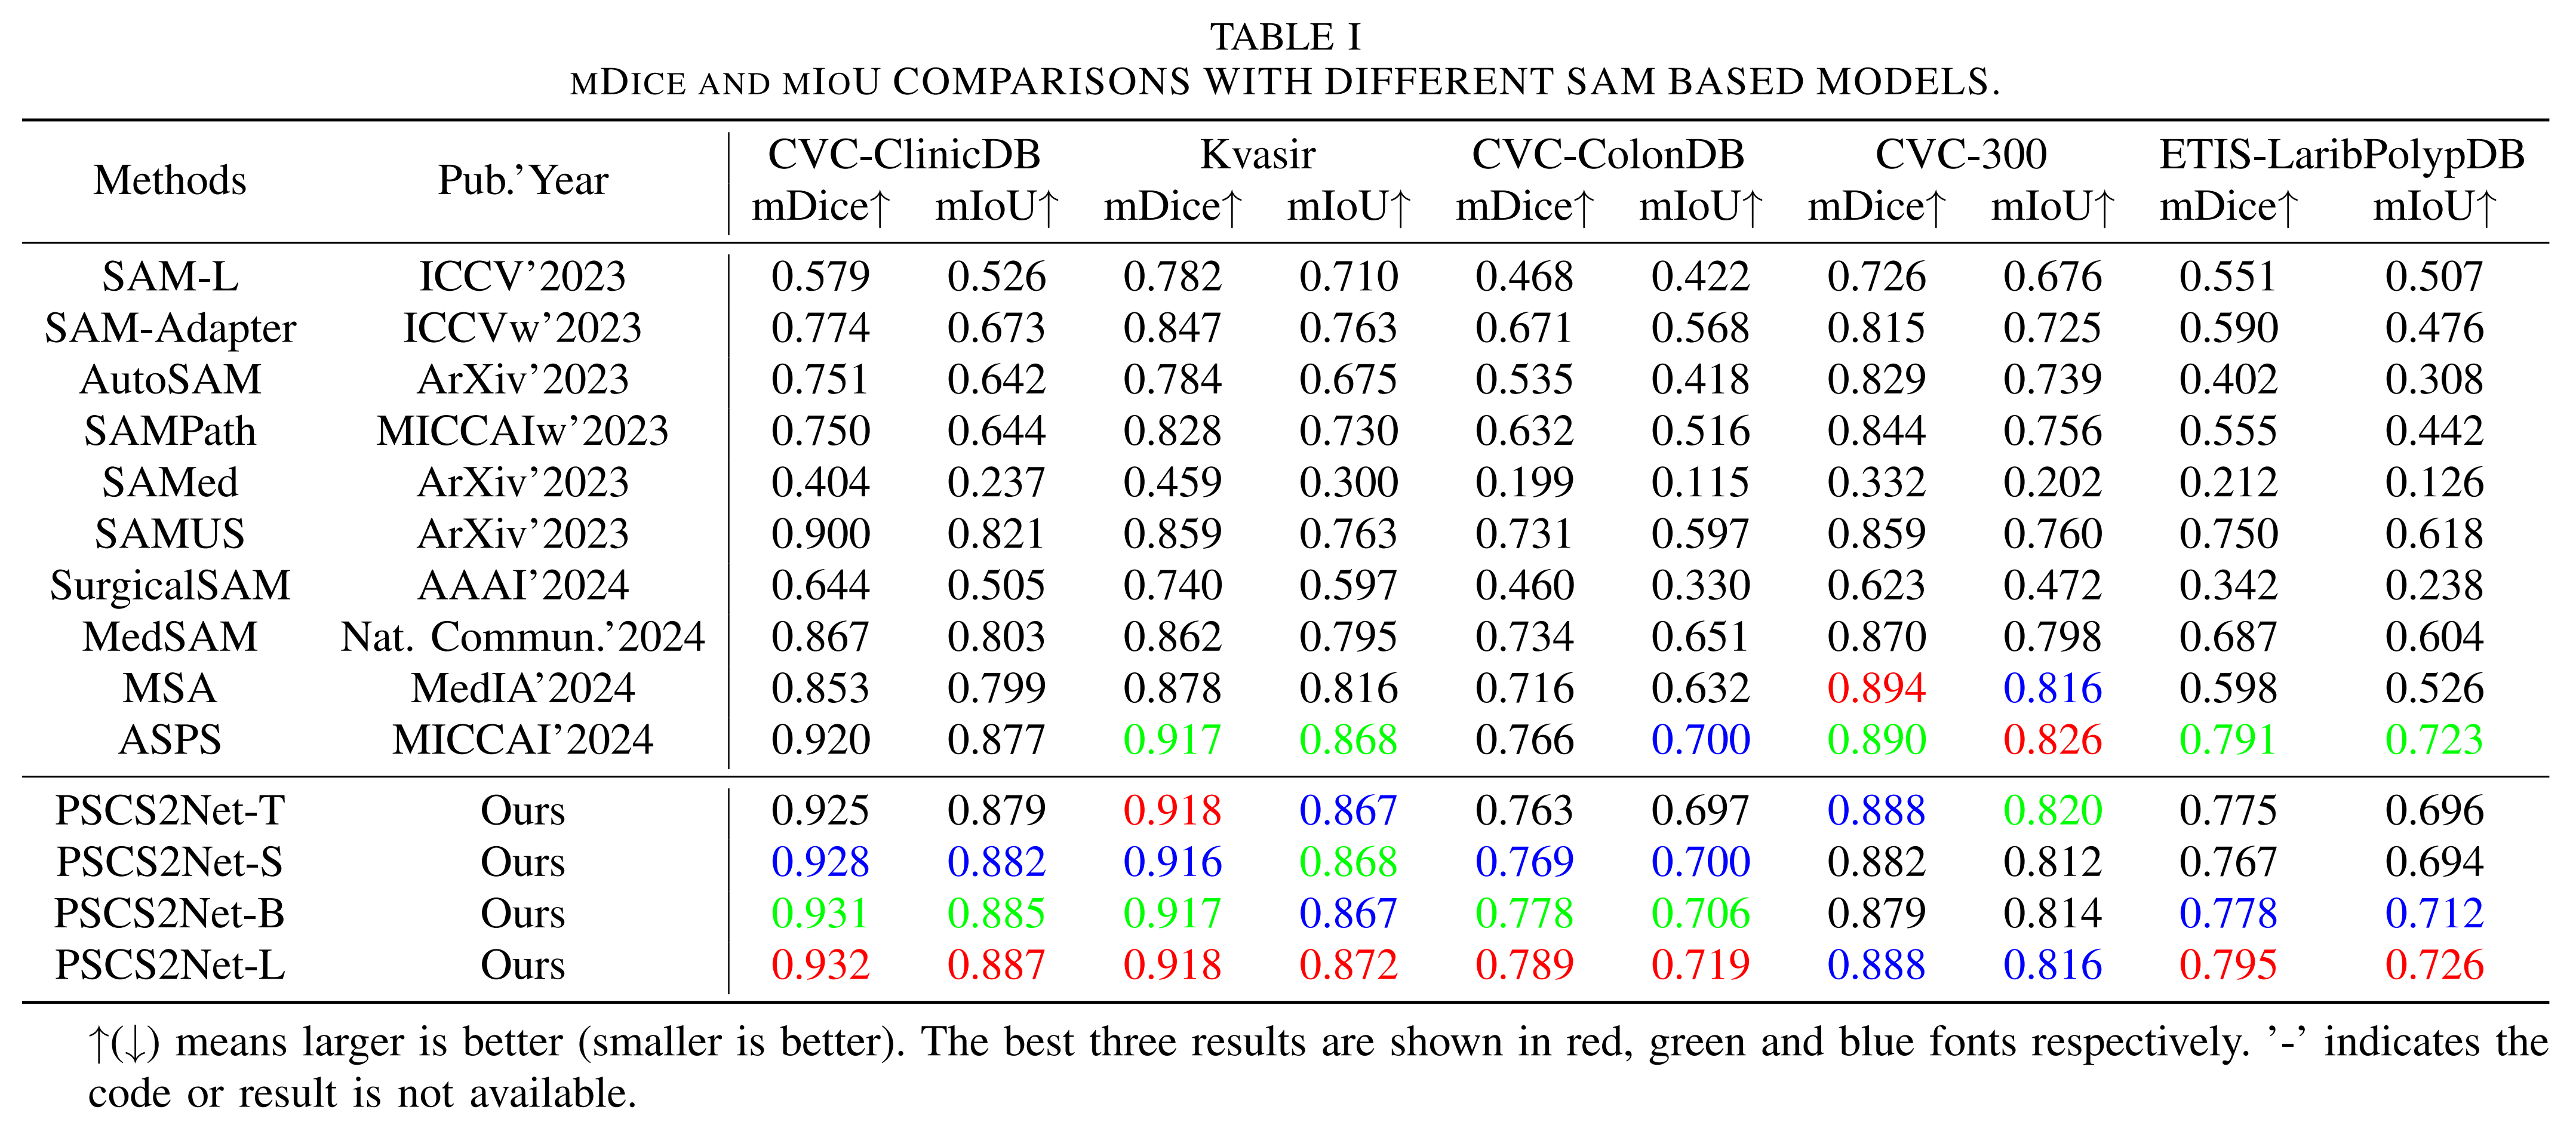 TABLE I
MDICE AND MIOU COMPARISONS WITH DIFFERENT SAM BASED MODELS.
Methods Pub.'Year CVC-ClinicDB Kvasir CVC-ColonDB CVC-300 ETIS-LaribPolypDB
mDice↑ mIoU↑ mDice↑ mIoU↑ mDice↑ mIoU↑ mDice↑ mIoU↑ mDice↑ mIoU↑
SAM-L ICCV'2023 0.579 0.526 0.782 0.710 0.468 0.422 0.726 0.676 0.551 0.507
SAM-Adapter ICCVw'2023 0.774 0.673 0.847 0.763 0.671 0.568 0.815 0.725 0.590 0.476
AutoSAM ArXiv'2023 0.751 0.642 0.784 0.675 0.535 0.418 0.829 0.739 0.402 0.308
SAMPath MICCAIw'2023 0.750 0.644 0.828 0.730 0.632 0.516 0.844 0.756 0.555 0.442
SAMed ArXiv'2023 0.404 0.237 0.459 0.300 0.199 0.115 0.332 0.202 0.212 0.126
SAMUS ArXiv'2023 0.900 0.821 0.859 0.763 0.731 0.597 0.859 0.760 0.750 0.618
SurgicalSAM AAAI'2024 0.644 0.505 0.740 0.597 0.460 0.330 0.623 0.472 0.342 0.238
MedSAM Nat. Commun.'2024 0.867 0.803 0.862 0.795 0.734 0.651 0.870 0.798 0.687 0.604
MSA MedIA'2024 0.853 0.799 0.878 0.816 0.716 0.632 0.894 0.816 0.598 0.526
ASPS MICCAI'2024 0.920 0.877 0.917 0.868 0.766 0.700 0.890 0.826 0.791 0.723
PSCS2Net-T Ours 0.925 0.879 0.918 0.867 0.763 0.697 0.888 0.820 0.775 0.696
PSCS2Net-S Ours 0.928 0.882 0.916 0.868 0.769 0.700 0.882 0.812 0.767 0.694
PSCS2Net-B Ours 0.931 0.885 0.917 0.867 0.778 0.706 0.879 0.814 0.778 0.712
PSCS2Net-L Ours 0.932 0.887 0.918 0.872 0.789 0.719 0.888 0.816 0.795 0.726
↑(↓) means larger is better (smaller is better). The best three results are shown in red, green and blue fonts respectively. '-' indicates the
code or result is not available.